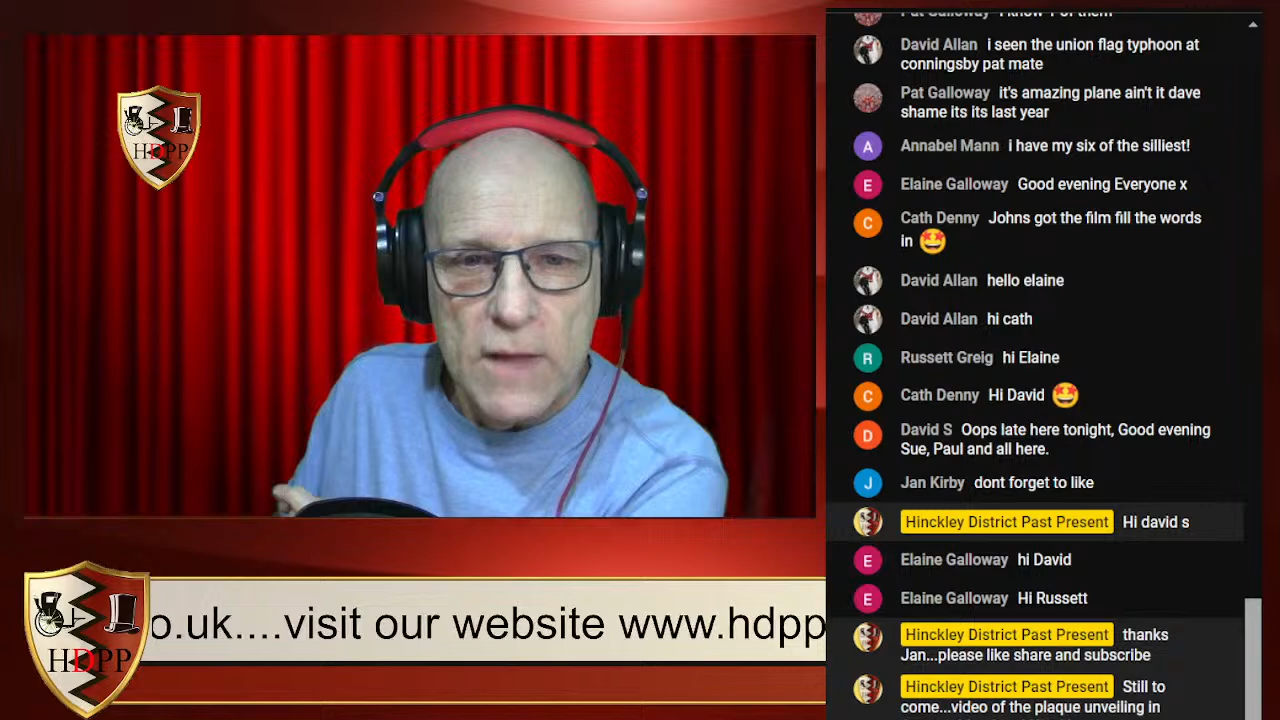 HDPP
Pat Galloway I know 1 of them
David Allan i seen the union flag typhoon at
conningsby pat mate
Pat Galloway it's amazing plane ain't it dave
shame its its last year
A Annabel Mann i have my six of the silliest!
E Elaine Galloway Good evening Everyone x
C Cath Denny Johns got the film fill the words
in
David Allan hello elaine
David Allan hi cath
R Russett Greig hi Elaine
C Cath Denny Hi David
D David S Oops late here tonight, Good evening
Sue, Paul and all here.
J Jan Kirby dont forget to like
Hinckley District Past Present Hi david s
E Elaine Galloway hi David
E Elaine Galloway Hi Russett
Hinckley District Past Present thanks
Jan...please like share and subscribe
Hinckley District Past Present Still to
come...video of the plaque unveiling in
HDPP
o.uk....visit our website www.hdpp